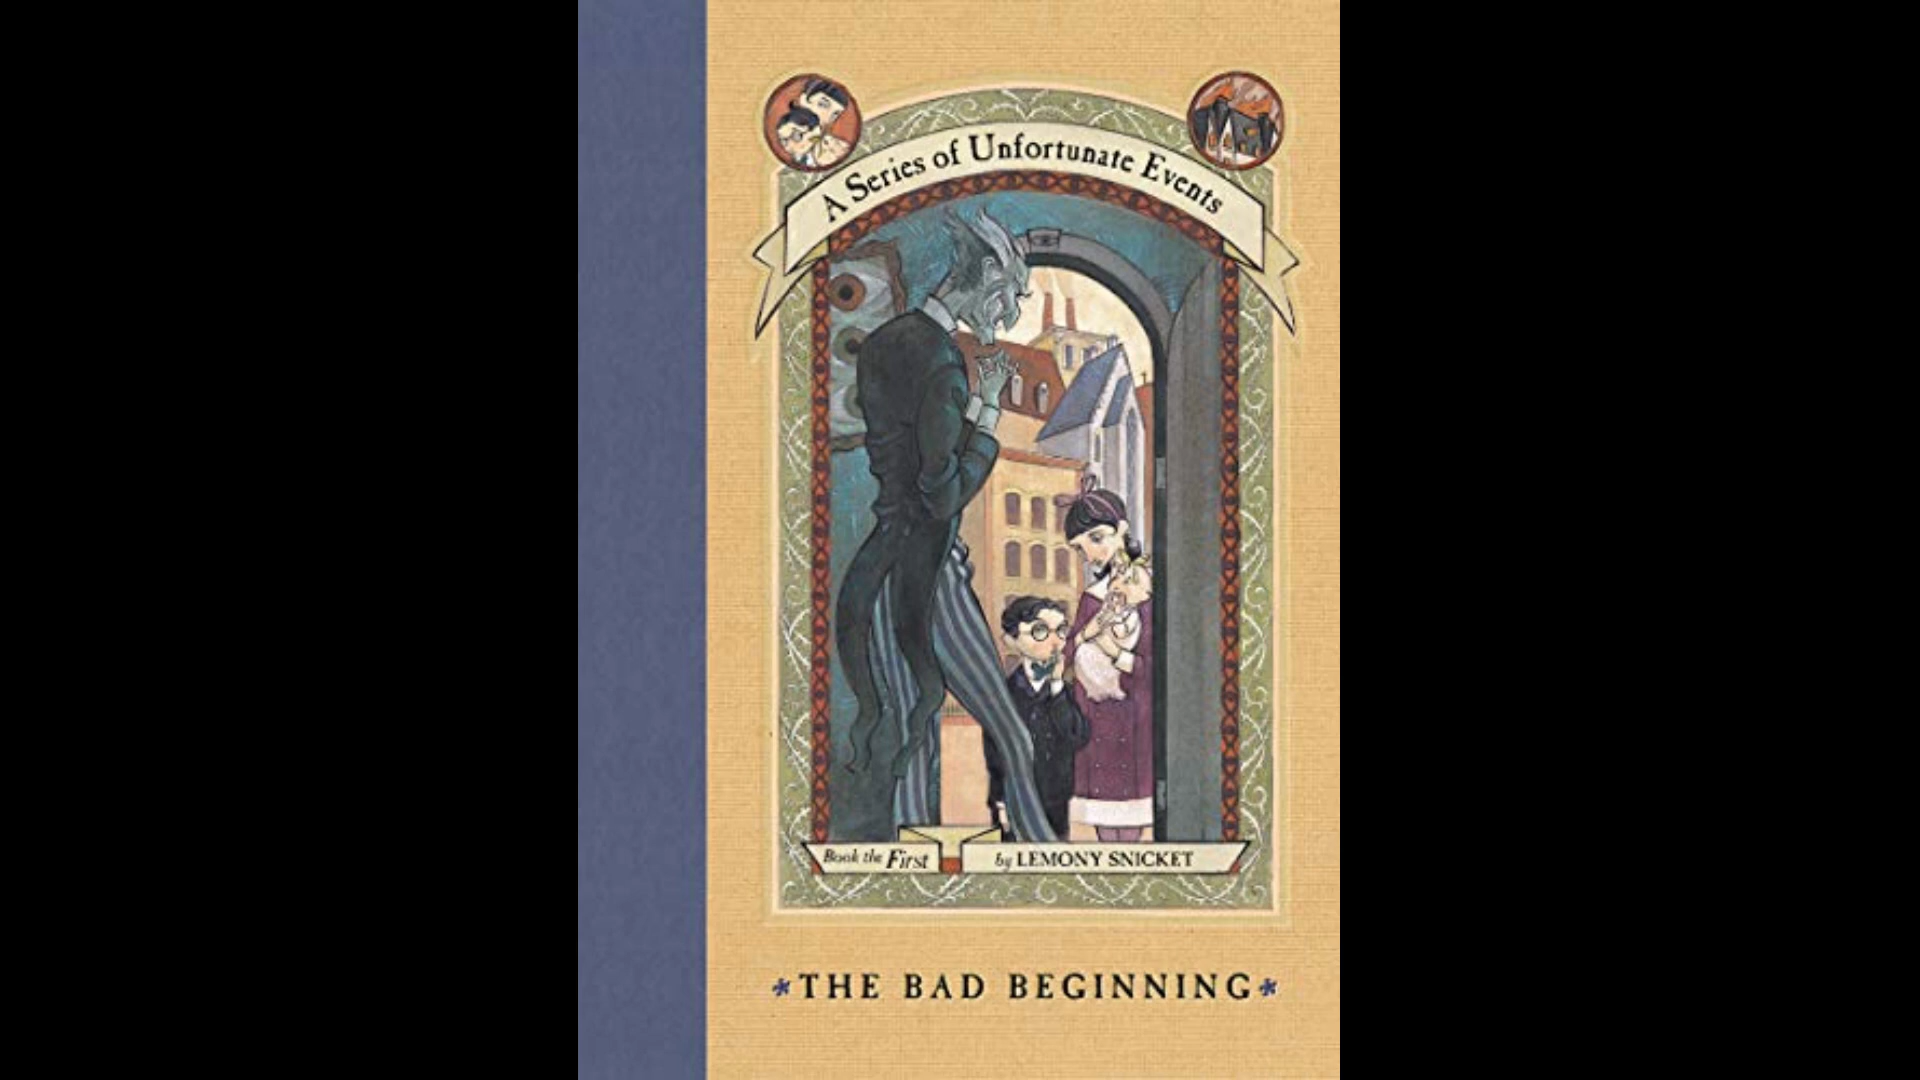 A Series of Unfortunate Events
Book the First
by LEMONY SNICKET
*THE BAD BEGINNING*